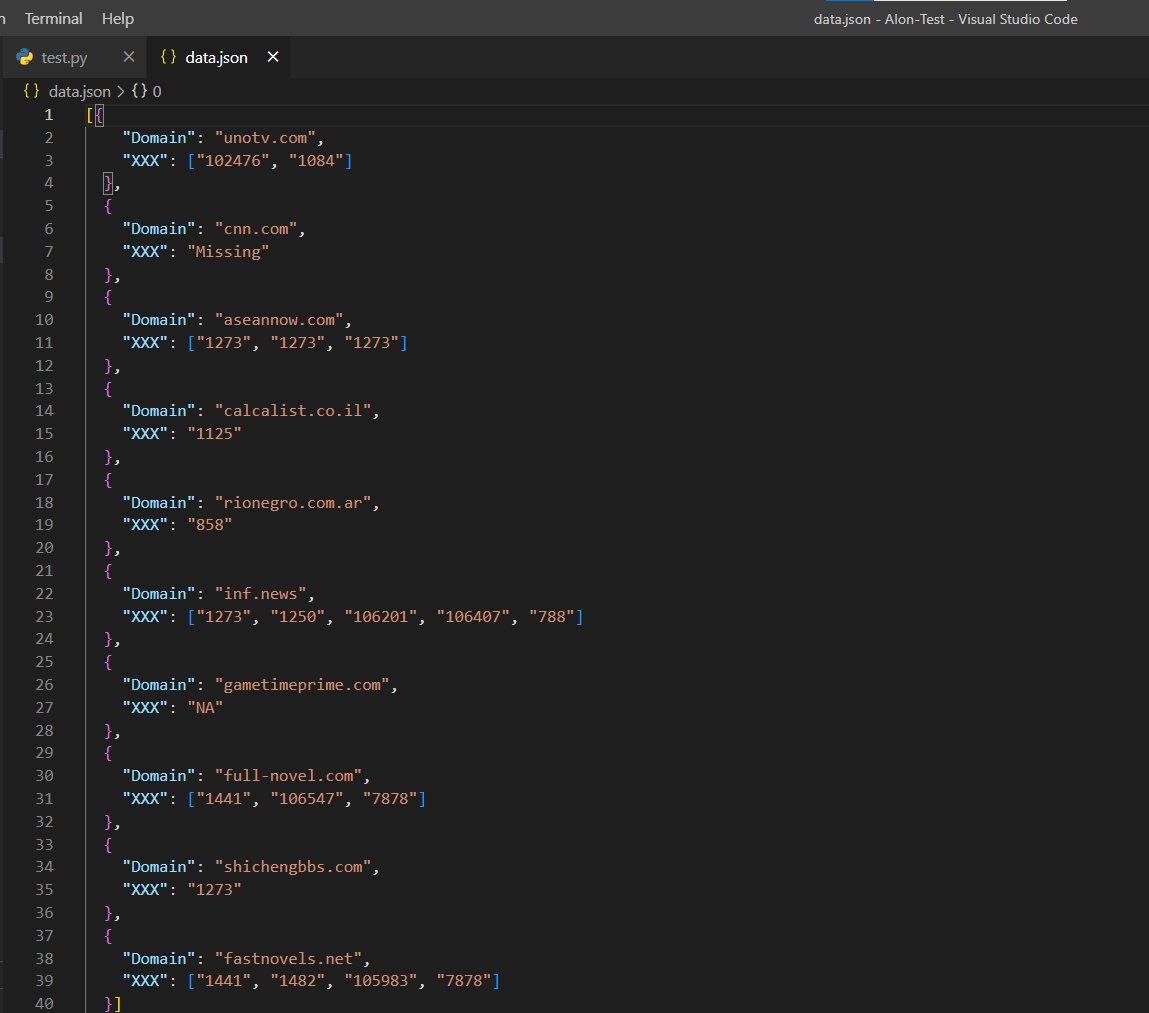 Terminal Help data.json - Alon-Test - Visual Studio Code
test.py data.json
data.json > {} 0
1 [{
2 "Domain": "unotv.com",
3 "XXX": ["102476", "1084"]
4 },
5 {
6 "Domain": "cnn.com",
7 "XXX": "Missing"
8 },
9 {
10 "Domain": "aseannow.com",
11 "XXX": ["1273", "1273", "1273"]
12 },
13 {
14 "Domain": "calcalist.co.il",
15 "XXX": "1125"
16 },
17 {
18 "Domain": "rionegro.com.ar",
19 "XXX": "858"
20 },
21 {
22 "Domain": "inf.news",
23 "XXX": ["1273", "1250", "106201", "106407", "788"]
24 },
25 {
26 "Domain": "gametimeprime.com",
27 "XXX": "NA"
28 },
29 {
30 "Domain": "full-novel.com",
31 "XXX": ["1441", "106547", "7878"]
32 },
33 {
34 "Domain": "shichengbbs.com",
35 "XXX": "1273"
36 },
37 {
38 "Domain": "fastnovels.net",
39 "XXX": ["1441", "1482", "105983", "7878"]
40 }]